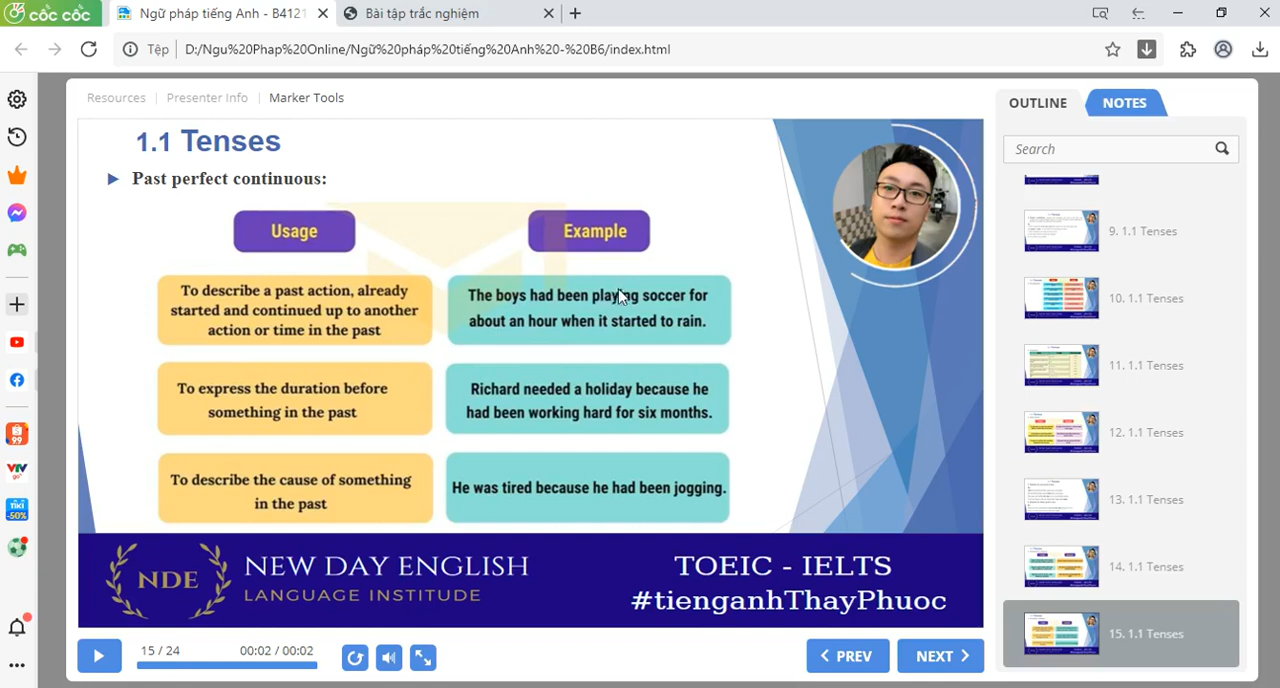 cốc cốc
Ngữ pháp tiếng Anh - B4121
Bài tập trắc nghiệm
Tệp
D:/Ngu%20Phap%20Online/Ngữ%20pháp%20tiếng%20Anh%20-%20B6/index.html
Resources | Presenter Info | Marker Tools
OUTLINE
NOTES
Search
1.1 Tenses
Past perfect continuous:
Usage
Example
To describe a past action already
started and continued up to another
action or time in the past
The boys had been playing soccer for
about an hour when it started to rain.
To express the duration before
something in the past
Richard needed a holiday because he
had been working hard for six months.
To describe the cause of something
in the past
He was tired because he had been jogging.
NDE
NEW DAY ENGLISH
LANGUAGE INSTITUDE
TOEIC - IELTS
#tienganhThayPhuoc
9. 1.1 Tenses
10. 1.1 Tenses
11. 1.1 Tenses
12. 1.1 Tenses
13. 1.1 Tenses
14. 1.1 Tenses
15. 1.1 Tenses
15 / 24
00:02 / 00:02
PREV
NEXT
99
VTV
go
TIKI
-50%